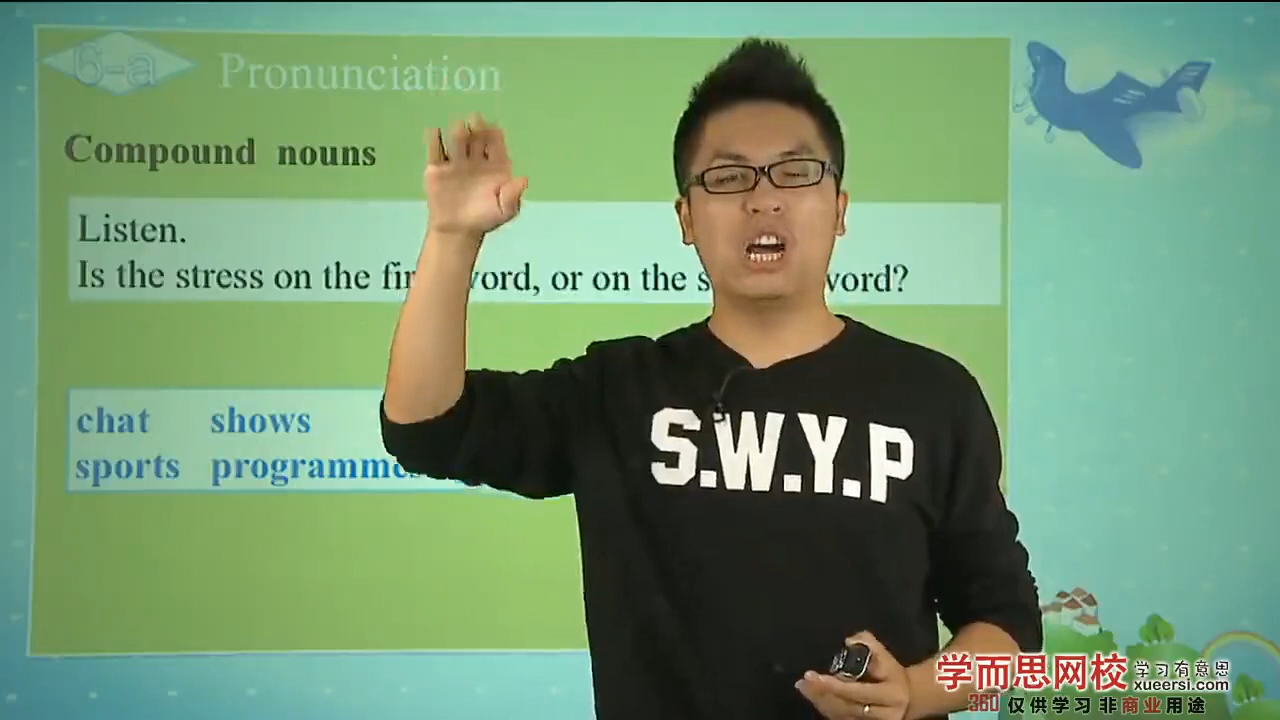 6-a Pronunciation
Compound nouns
Listen.
Is the stress on the fir word, or on the s word?
chat shows
sports programme
S.W.Y.P
学而思网校 学习有意思
xueersi.com
360 仅供学习 非商业用途